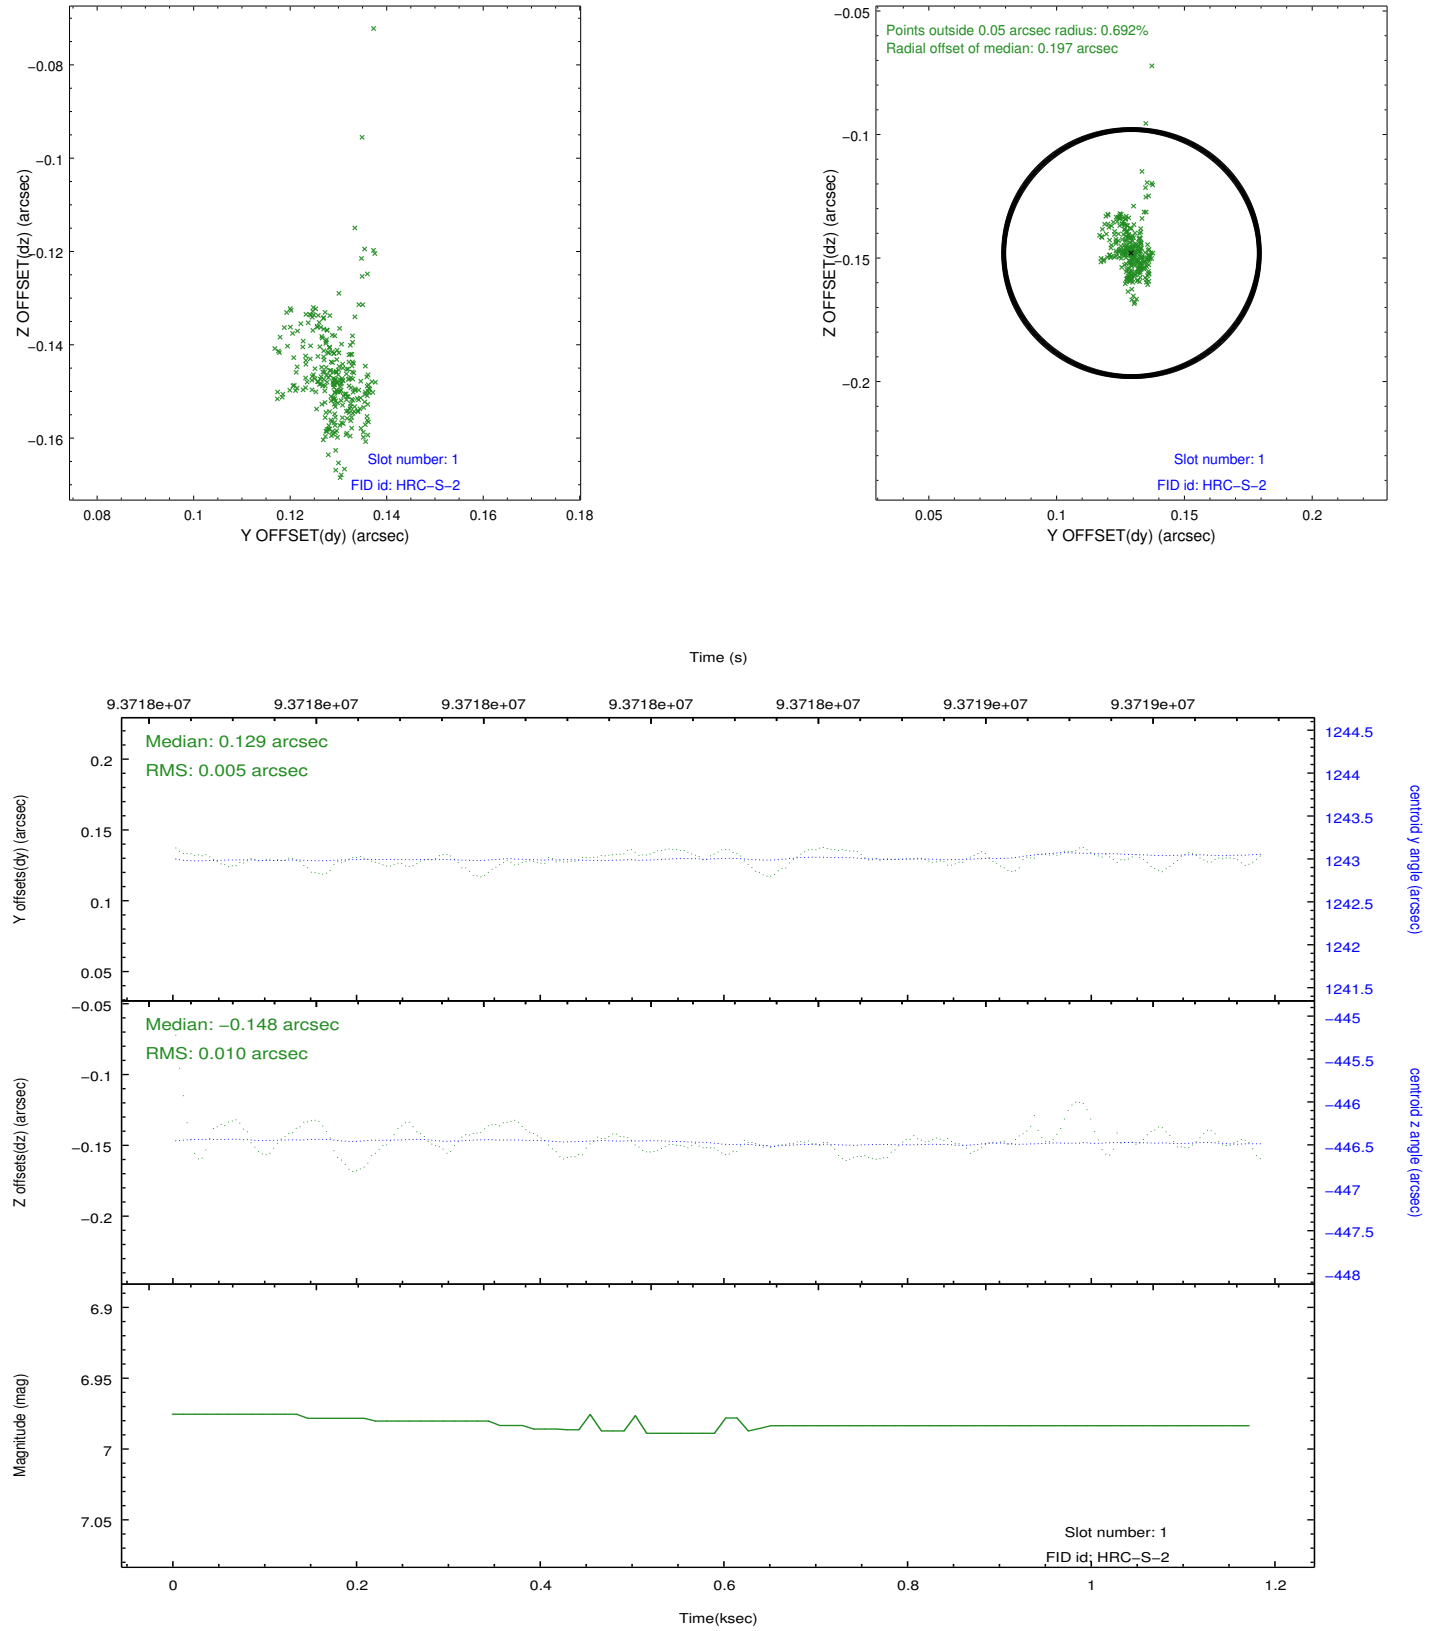 −0.08
−0.1
−0.12
−0.14
−0.16
Z OFFSET(dz) (arcsec)
Slot number: 1
FID id: HRC−S−2
0.08 0.1 0.12 0.14 0.16 0.18
Y OFFSET(dy) (arcsec)
−0.05
Points outside 0.05 arcsec radius: 0.692%
Radial offset of median: 0.197 arcsec
−0.1
−0.15
−0.2
Z OFFSET(dz) (arcsec)
Slot number: 1
FID id: HRC−S−2
0.05 0.1 0.15 0.2
Y OFFSET(dy) (arcsec)
Time (s)
9.3718e+07 9.3718e+07 9.3718e+07 9.3718e+07 9.3718e+07 9.3719e+07 9.3719e+07
Median: 0.129 arcsec
RMS: 0.005 arcsec
0.2
0.15
0.1
0.05
Y offsets(dy) (arcsec)
1244.5
1244
1243.5
1243
1242.5
1242
1241.5
centroid y angle (arcsec)
−0.05
Median: −0.148 arcsec
RMS: 0.010 arcsec
−0.1
−0.15
−0.2
Z offsets(dz) (arcsec)
−445
−445.5
−446
−446.5
−447
−447.5
−448
centroid z angle (arcsec)
6.9
6.95
7
7.05
Magnitude (mag)
Slot number: 1
FID id: HRC−S−2
0 0.2 0.4 0.6 0.8 1 1.2
Time(ksec)